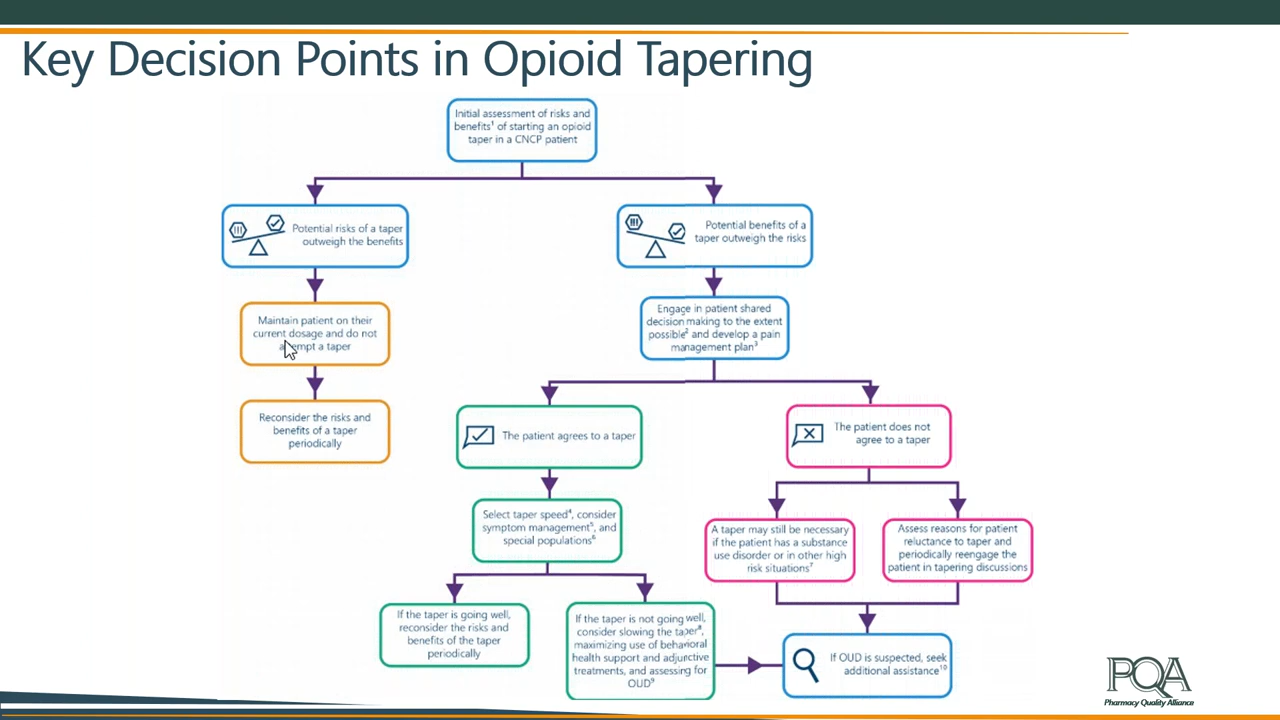 Key Decision Points in Opioid Tapering
Initial assessment of risks and
benefits¹ of starting an opioid
taper in a CNCP patient
Potential risks of a taper
outweigh the benefits
Potential benefits of a
taper outweigh the risks
Maintain patient on their
current dosage and do not
attempt a taper
Engage in patient shared
decision making to the extent
possible² and develop a pain
management plan³
Reconsider the risks and
benefits of a taper
periodically
The patient agrees to a taper
The patient does not
agree to a taper
Select taper speed⁴, consider
symptom management⁵, and
special populations⁶
A taper may still be necessary
if the patient has a substance
use disorder or in other high
risk situations⁷
Assess reasons for patient
reluctance to taper and
periodically reengage the
patient in tapering discussions
If the taper is going well,
reconsider the risks and
benefits of the taper
periodically
If the taper is not going well,
consider slowing the taper⁸,
maximizing use of behavioral
health support and adjunctive
treatments, and assessing for
OUD⁹
If OUD is suspected, seek
additional assistance¹⁰
PQA
Pharmacy Quality Alliance